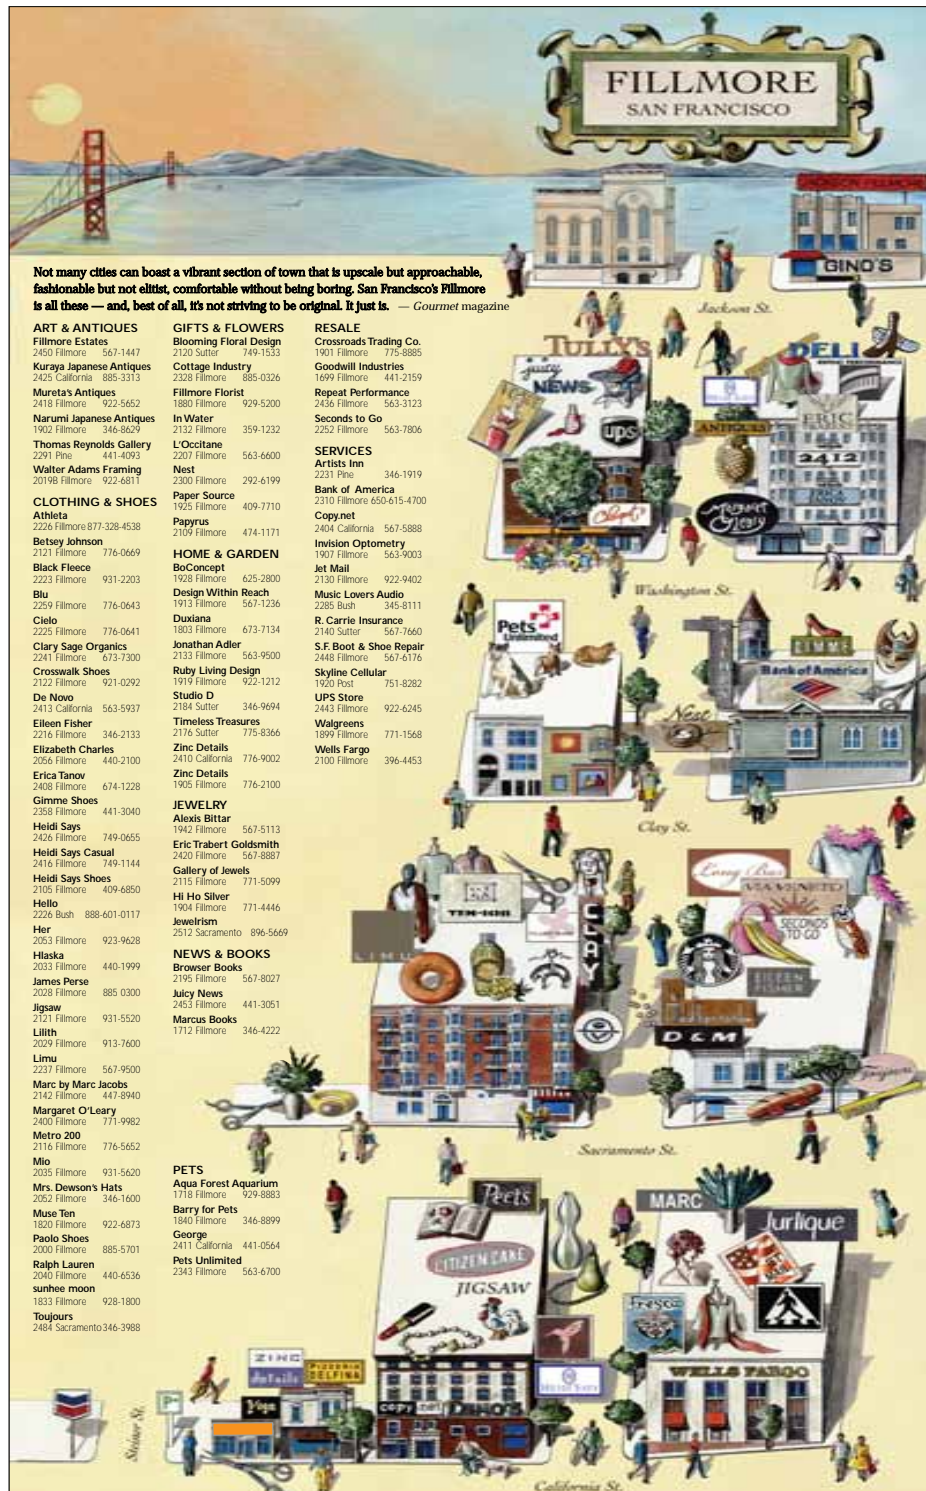 FILLMORE
SAN FRANCISCO
JACKSON FILLMORE
GINO'S
Not many cities can boast a vibrant section of town that is upscale but approachable,
fashionable but not elitist, comfortable without being boring. San Francisco's Fillmore
is all these — and, best of all, it's not striving to be original. It just is. — Gourmet magazine
ART & ANTIQUES
Fillmore Estates
2450 Fillmore 567-1447
Kuraya Japanese Antiques
2425 California 885-3313
Mureta's Antiques
2418 Fillmore 922-5652
Narumi Japanese Antiques
1902 Fillmore 346-8629
Thomas Reynolds Gallery
2291 Pine 441-4093
Walter Adams Framing
2019B Fillmore 922-6811
CLOTHING & SHOES
Athleta
2226 Fillmore 877-328-4538
Betsey Johnson
2121 Fillmore 776-0669
Black Fleece
2223 Fillmore 931-2203
Blu
2259 Fillmore 776-0643
Cielo
2225 Fillmore 776-0641
Clary Sage Organics
2241 Fillmore 673-7300
Crosswalk Shoes
2122 Fillmore 921-0292
De Novo
2413 California 563-5937
Eileen Fisher
2216 Fillmore 346-2133
Elizabeth Charles
2056 Fillmore 440-2100
Erica Tanov
2408 Fillmore 674-1228
Gimme Shoes
2358 Fillmore 441-3040
Heidi Says
2426 Fillmore 749-0655
Heidi Says Casual
2416 Fillmore 749-1144
Heidi Says Shoes
2105 Fillmore 409-6850
Hello
2226 Bush 888-601-0117
Her
2053 Fillmore 923-9628
Hlaska
2033 Fillmore 440-1999
James Perse
2028 Fillmore 885 0300
Jigsaw
2121 Fillmore 931-5520
Lilith
2029 Fillmore 913-7600
Limu
2237 Fillmore 567-9500
Marc by Marc Jacobs
2142 Fillmore 447-8940
Margaret O'Leary
2400 Fillmore 771-9982
Metro 200
2116 Fillmore 776-5652
Mio
2035 Fillmore 931-5620
Mrs. Dewson's Hats
2052 Fillmore 346-1600
Muse Ten
1820 Fillmore 922-6873
Paolo Shoes
2000 Fillmore 885-5701
Ralph Lauren
2040 Fillmore 440-6536
sunhee moon
1833 Fillmore 928-1800
Toujours
2484 Sacramento 346-3988
GIFTS & FLOWERS
Blooming Floral Design
2120 Sutter 749-1533
Cottage Industry
2328 Fillmore 885-0326
Fillmore Florist
1880 Fillmore 929-5200
In Water
2132 Fillmore 359-1232
L'Occitane
2207 Fillmore 563-6600
Nest
2300 Fillmore 292-6199
Paper Source
1925 Fillmore 409-7710
Papyrus
2109 Fillmore 474-1171
HOME & GARDEN
BoConcept
1928 Fillmore 625-2800
Design Within Reach
1913 Fillmore 567-1236
Duxiana
1803 Fillmore 673-7134
Jonathan Adler
2133 Fillmore 563-9500
Ruby Living Design
1919 Fillmore 922-1212
Studio D
2184 Sutter 346-9694
Timeless Treasures
2176 Sutter 775-8366
Zinc Details
2410 California 776-9002
Zinc Details
1905 Fillmore 776-2100
JEWELRY
Alexis Bittar
1942 Fillmore 567-5113
Eric Trabert Goldsmith
2420 Fillmore 567-8887
Gallery of Jewels
2115 Fillmore 771-5099
Hi Ho Silver
1904 Fillmore 771-4446
Jewelrism
2512 Sacramento 896-5669
NEWS & BOOKS
Browser Books
2195 Fillmore 567-8027
Juicy News
2453 Fillmore 441-3051
Marcus Books
1712 Fillmore 346-4222
PETS
Aqua Forest Aquarium
1718 Fillmore 929-8883
Barry for Pets
1840 Fillmore 346-8899
George
2411 California 441-0564
Pets Unlimited
2343 Fillmore 563-6700
RESALE
Crossroads Trading Co.
1901 Fillmore 775-8885
Goodwill Industries
1699 Fillmore 441-2159
Repeat Performance
2436 Fillmore 563-3123
Seconds to Go
2252 Fillmore 563-7806
SERVICES
Artists Inn
2231 Pine 346-1919
Bank of America
2310 Fillmore 650-615-4700
Copy.net
2404 California 567-5888
Invision Optometry
1907 Fillmore 563-9003
Jet Mail
2130 Fillmore 922-9402
Music Lovers Audio
2285 Bush 345-8111
R. Carrie Insurance
2140 Sutter 567-7660
S.F. Boot & Shoe Repair
2448 Fillmore 567-6176
Skyline Cellular
1920 Post 751-8282
UPS Store
2443 Fillmore 922-6245
Walgreens
1899 Fillmore 771-1568
Wells Fargo
2100 Fillmore 396-4453
Jackson St.
TULLY'S
juicy
NEWS
ups
DELI
ANTIQUES
ERIC
2412
Margaret
O'Leary
Washington St.
Pets
Unlimited
GIMME
Bank of America
Nest
Clay St.
LIMU
CLARY
VIA VENETO
SECONDS
TO-GO
EILEEN
FISHER
D & M
Sacramento St.
Peet's
CITIZEN CAKE
JIGSAW
MARC
Jurlique
Fresca
WELLS FARGO
ZINC
details
PIZZERIA
DELFINA
copy net
DINO'S
Steiner St.
California St.